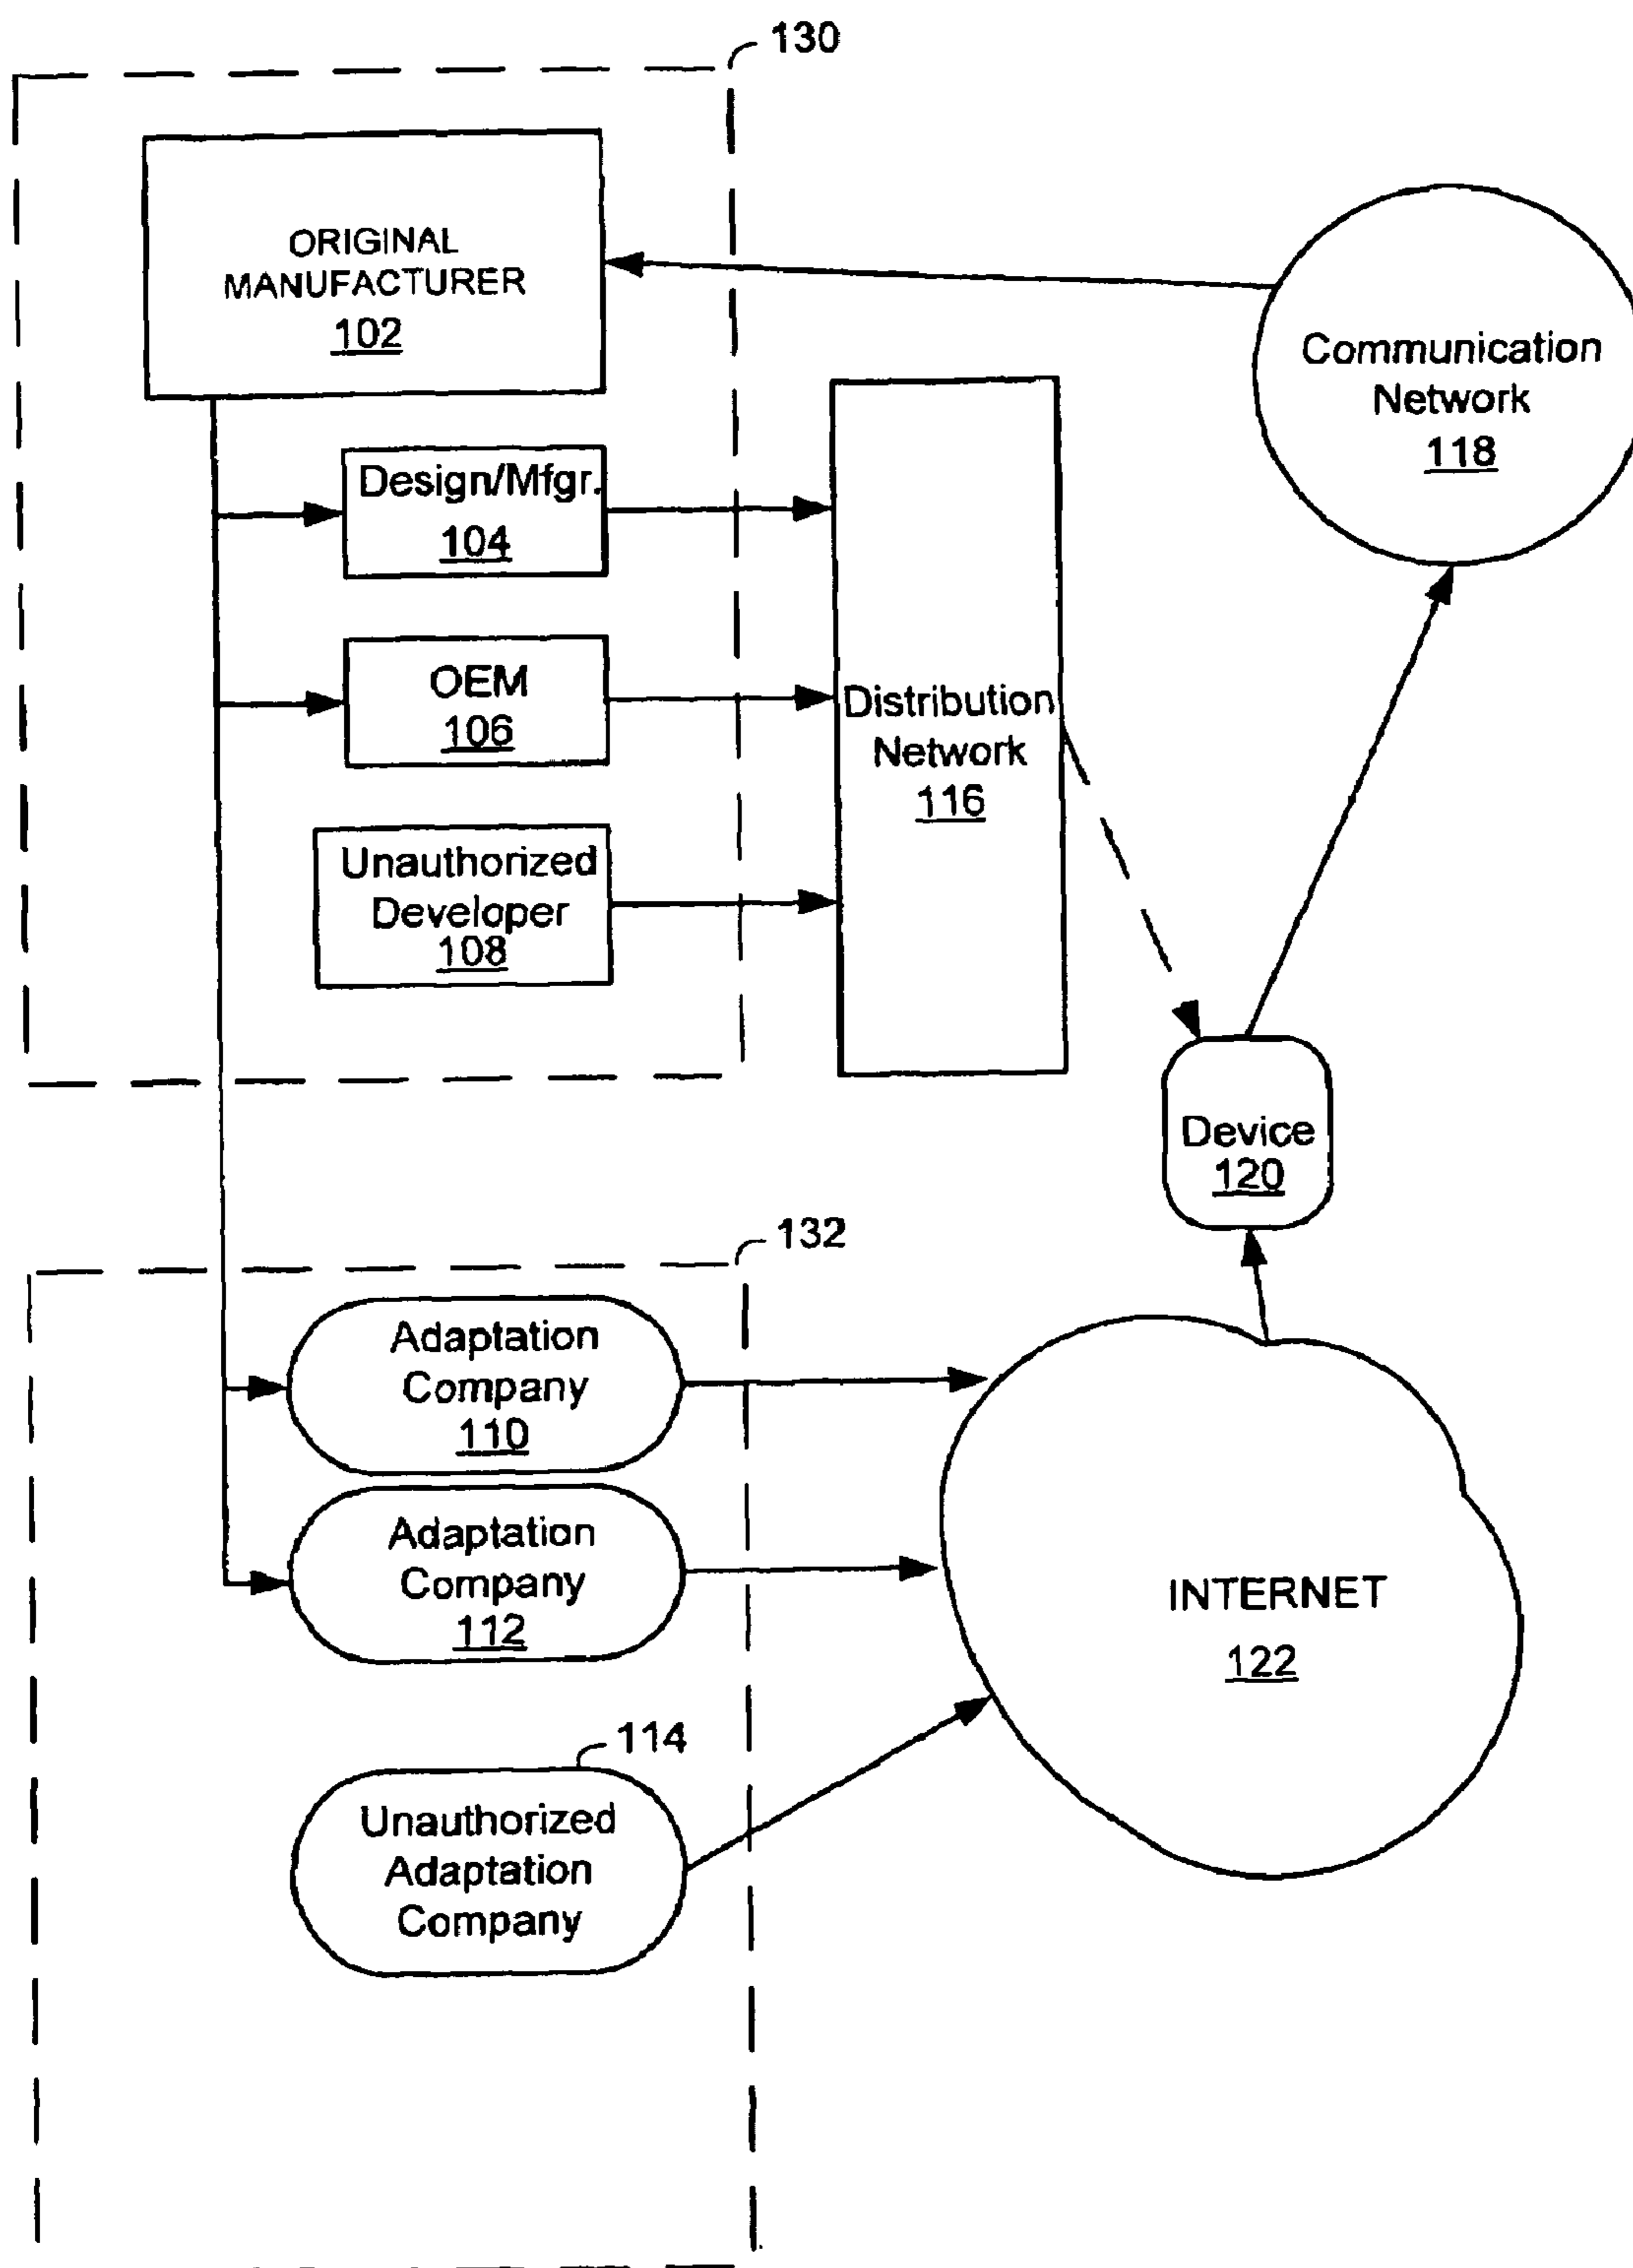 130
ORIGINAL
MANUFACTURER
102
Communication
Network
118
Design/Mfgr.
104
OEM
106
Distribution
Network
116
Unauthorized
Developer
108
Device
120
132
Adaptation
Company
110
Adaptation
Company
112
INTERNET
122
114
Unauthorized
Adaptation
Company